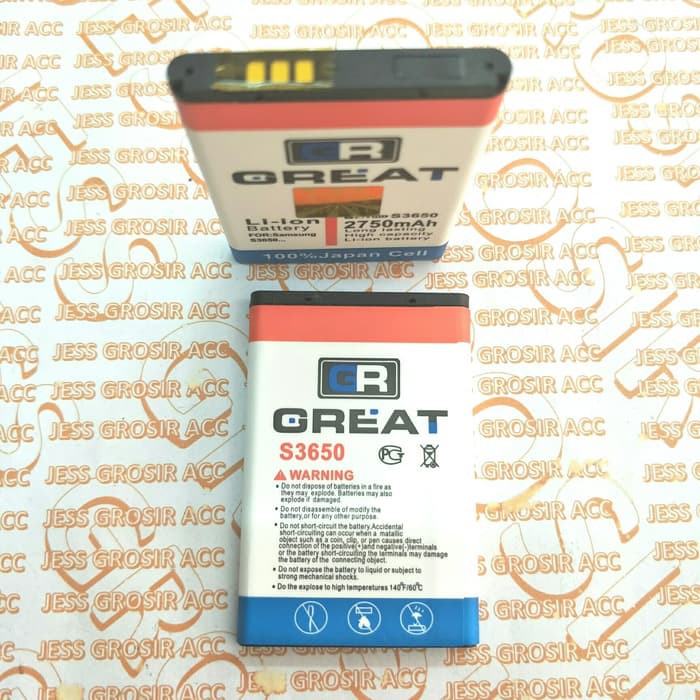 GR
GREAT
Li-ion
Battery
FOR:Samsung
S3650...
S3650
2750mAh
Long lasting
High capacity
Li-ion battery
100% Japan Cell
GR
GREAT
S3650
PG
WARNING
• Do not dispose of batteries in a fire as
they may explode. Batteries may also
explode if damaged.
• Do not disassemble of modify the
battery,or for any other purpose.
• Do not short-circuit the battery.Accidental
short-circuiting can occur when a matallic
object such as a coin, clip, or pen causes direct
connection of the positive(+)and negative(-)terminals
or the battery short-circuiting the terminals may damage
the battery of the connecting object.
• Do not expose the battery to liquid or subject to
strong mechanical shocks.
• Do the explose to high temperetures 140°F/60°C
JESS GROSIR ACC